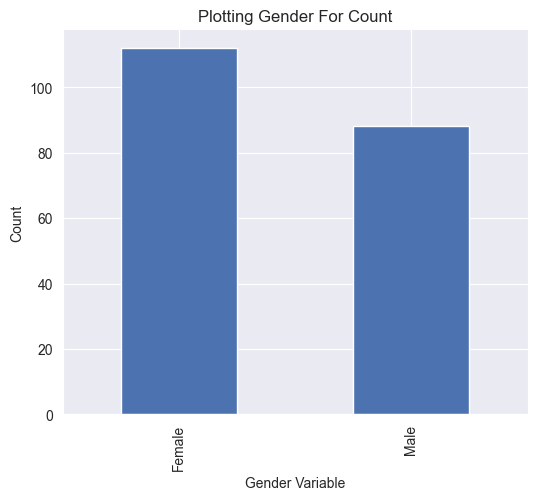 Plotting Gender For Count
100
80
60
40
20
0
Count
Female
Male
Gender Variable